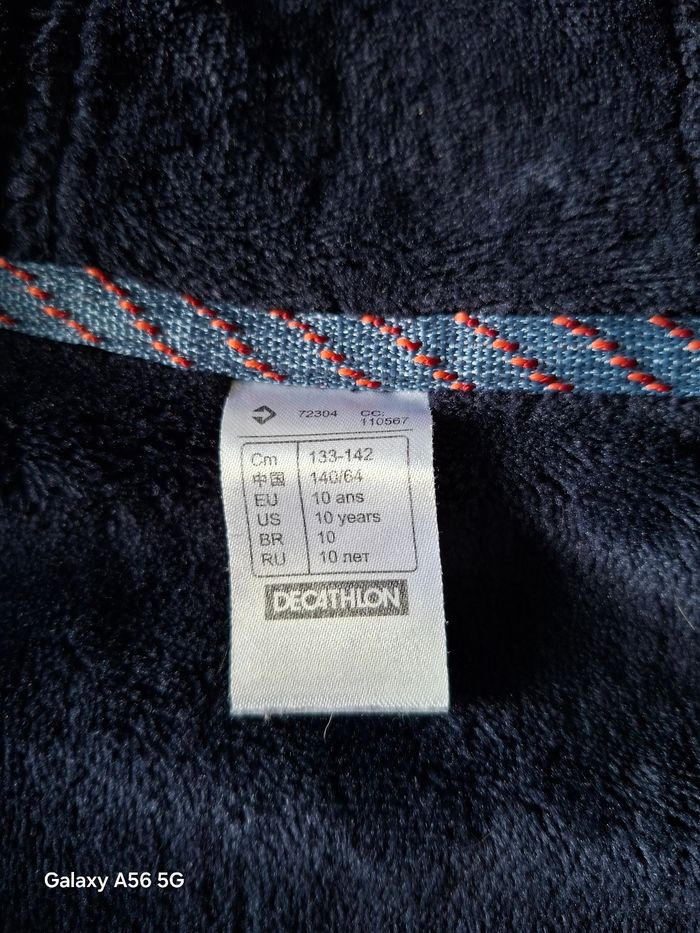 72304 CC:
110567
Cm 133-142
中国 140/64
EU 10 ans
US 10 years
BR 10
RU 10 лет
DECATHLON
Galaxy A56 5G